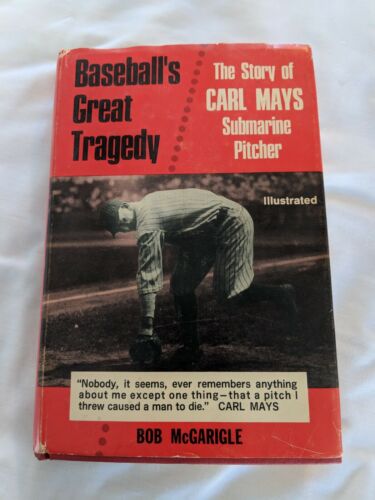 Baseball's
Great
Tragedy
The Story of
CARL MAYS
Submarine
Pitcher
Illustrated
"Nobody, it seems, ever remembers anything
about me except one thing—that a pitch I
threw caused a man to die." CARL MAYS
BOB McGARIGLE